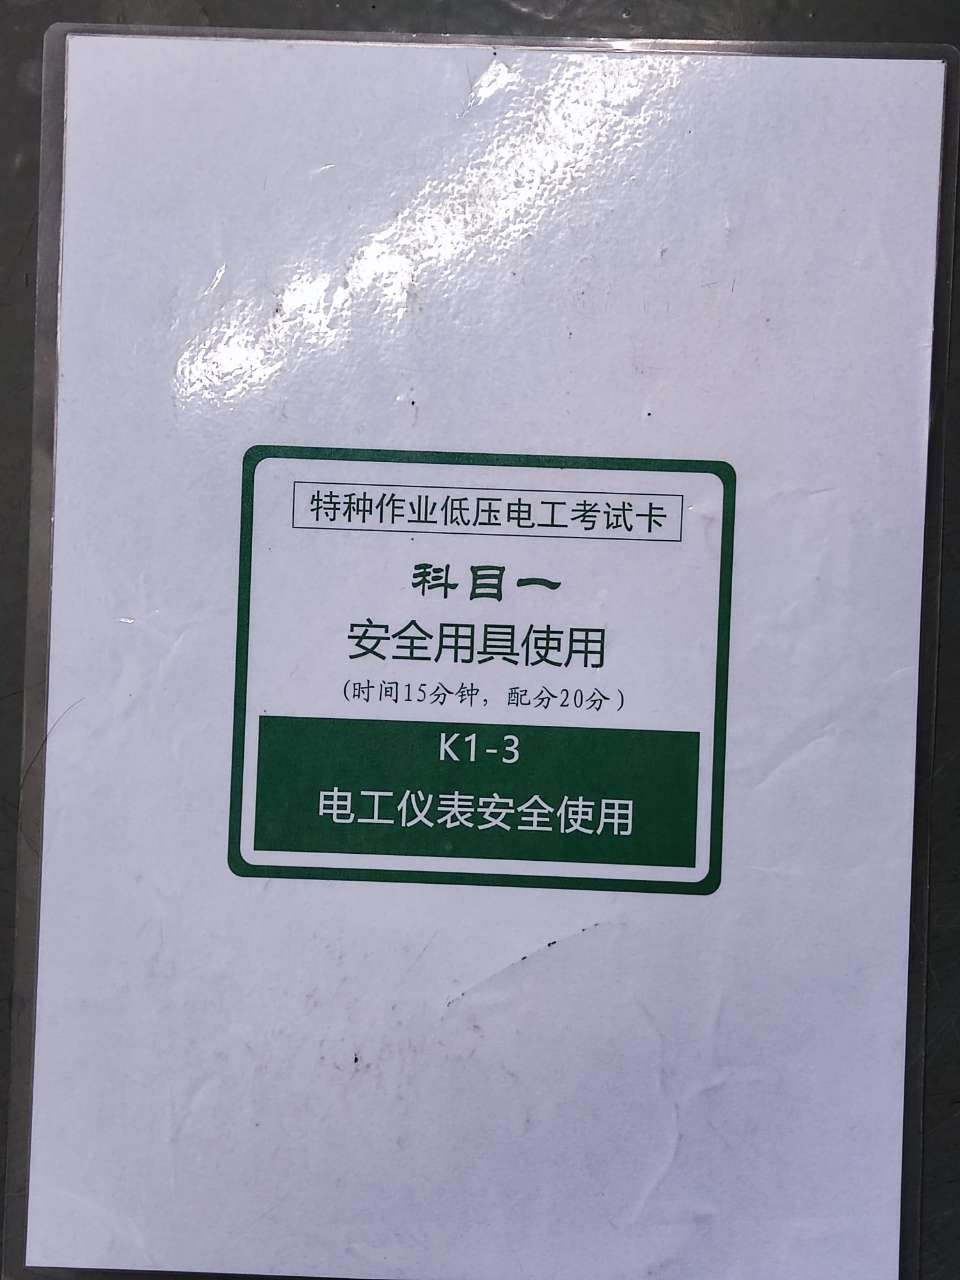 特种作业低压电工考试卡
科目一
安全用具使用
(时间15分钟，配分20分)
K1-3
电工仪表安全使用